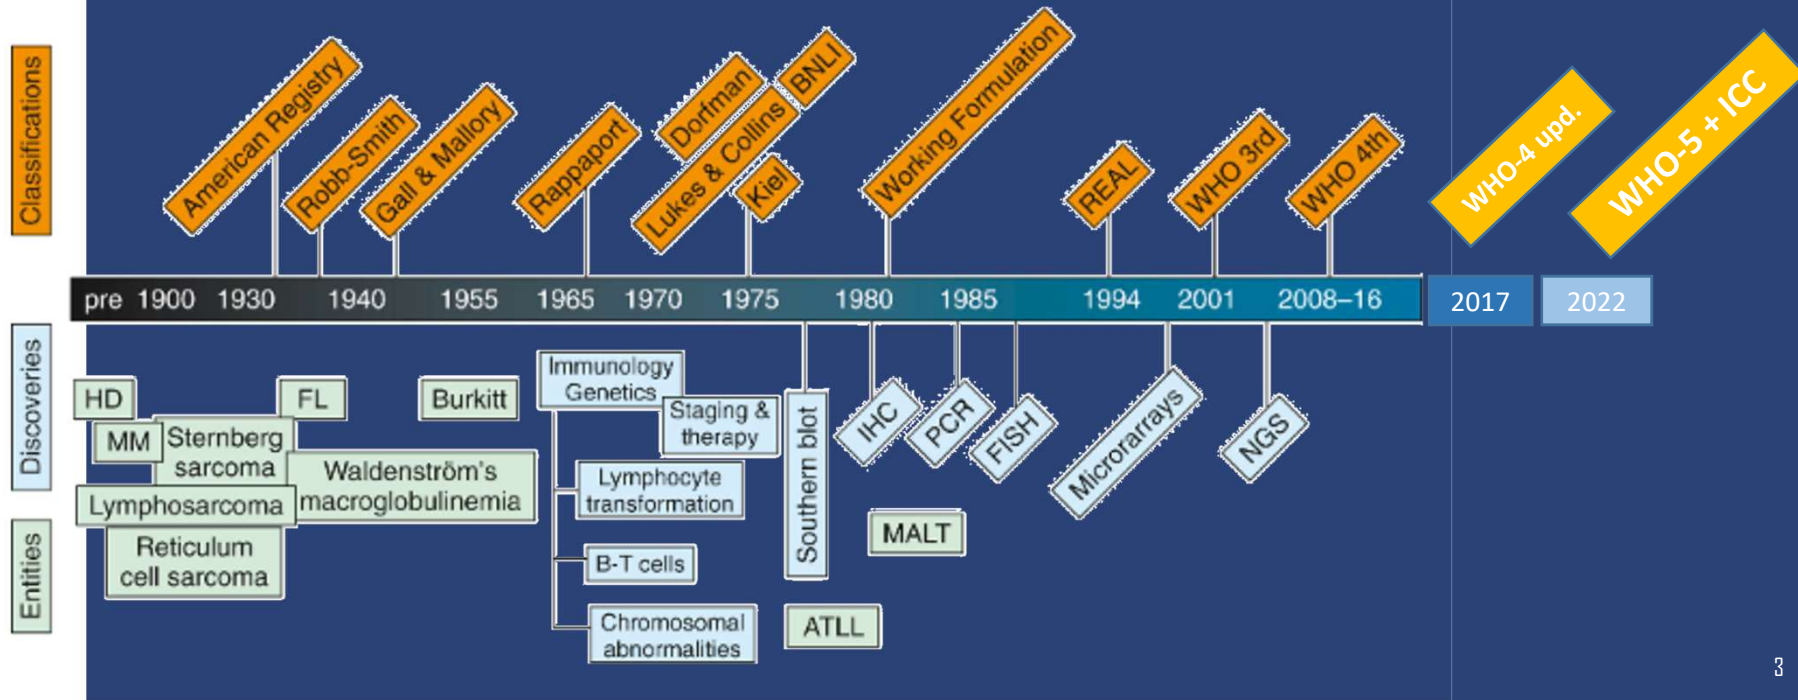 Classifications
American Registry
Robb-Smith
Gall & Mallory
Rappaport
Dorfman
Lukes & Collins
BNLI
Kiel
Working Formulation
REAL
WHO 3rd
WHO 4th
WHO-4 upd.
WHO-5 + ICC
pre 1900 1930 1940 1955 1965 1970 1975 1980 1985 1994 2001 2008–16 2017 2022
Discoveries
Entities
HD
MM
Sternberg
sarcoma
Lymphosarcoma
Reticulum
cell sarcoma
FL
Waldenström's
macroglobulinemia
Burkitt
Immunology
Genetics
Staging &
therapy
Lymphocyte
transformation
B-T cells
Chromosomal
abnormalities
Southern blot
IHC
PCR
FISH
Microrarrays
NGS
MALT
ATLL
3